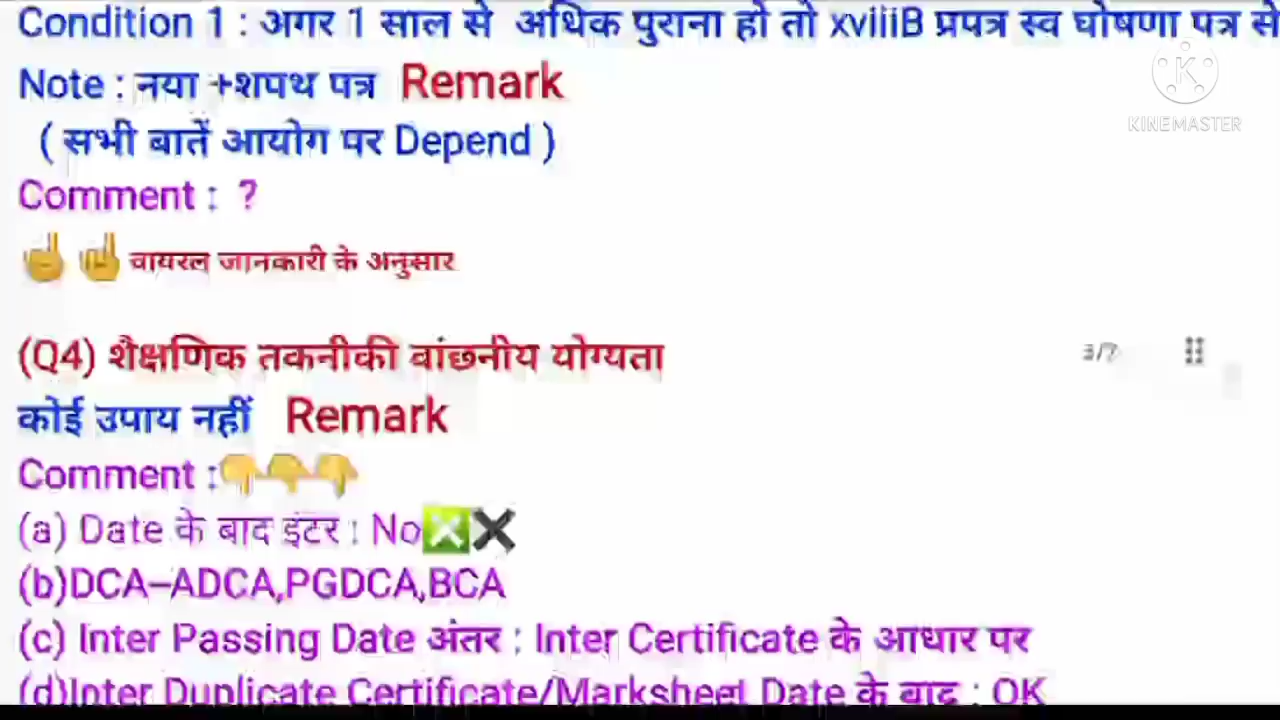 Condition 1 : अगर 1 साल से अधिक पुराना हो तो xviiiB प्रपत्र स्व घोषणा पत्र से
Note : नया +शपथ पत्र Remark
( सभी बातें आयोग पर Depend )
KINEMASTER
Comment : ?
☝☝ वायरल जानकारी के अनुसार
(Q4) शैक्षणिक तकनीकी वांछनीय योग्यता
3/7
कोई उपाय नहीं Remark
Comment :👇👇👇
(a) Date के बाद इंटर : No❎✖
(b)DCA–ADCA,PGDCA,BCA
(c) Inter Passing Date अंतर : Inter Certificate के आधार पर
(d)Inter Duplicate Certificate/Marksheet Date के बाद : OK